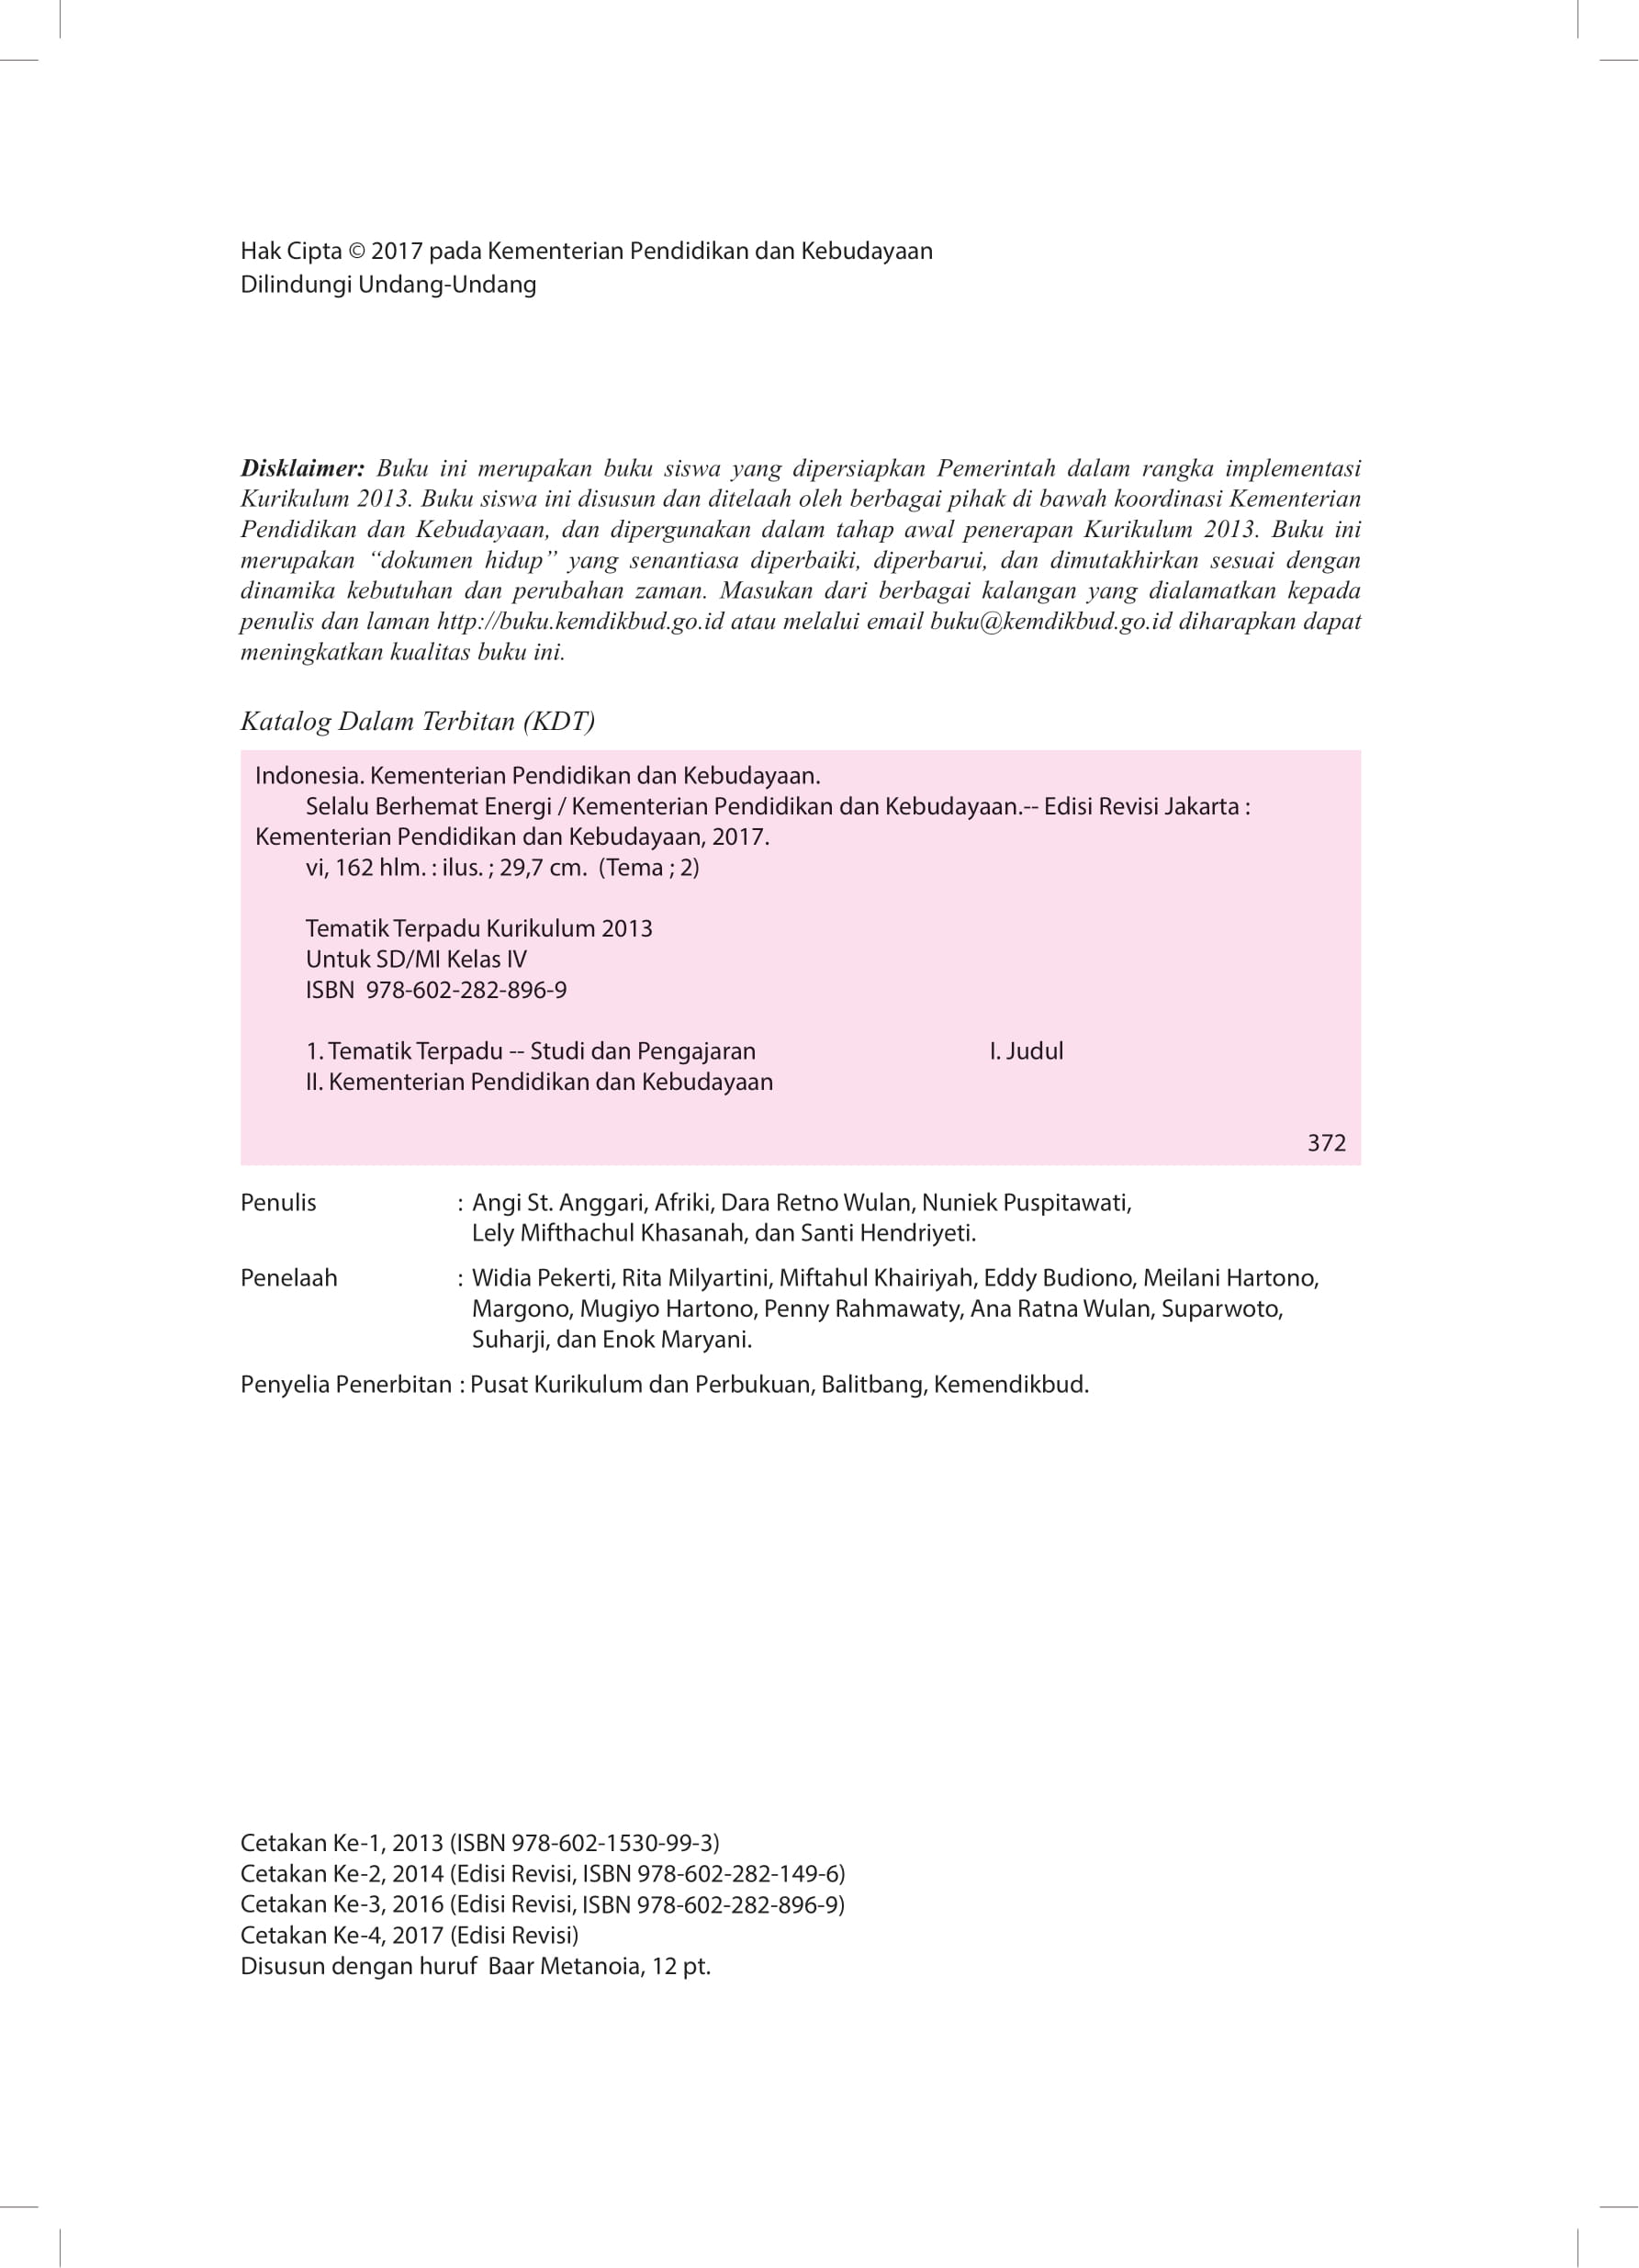 Hak Cipta © 2017 pada Kementerian Pendidikan dan Kebudayaan
Dilindungi Undang-Undang
Disklaimer: Buku ini merupakan buku siswa yang dipersiapkan Pemerintah dalam rangka implementasi
Kurikulum 2013. Buku siswa ini disusun dan ditelaah oleh berbagai pihak di bawah koordinasi Kementerian
Pendidikan dan Kebudayaan, dan dipergunakan dalam tahap awal penerapan Kurikulum 2013. Buku ini
merupakan “dokumen hidup” yang senantiasa diperbaiki, diperbarui, dan dimutakhirkan sesuai dengan
dinamika kebutuhan dan perubahan zaman. Masukan dari berbagai kalangan yang dialamatkan kepada
penulis dan laman http://buku.kemdikbud.go.id atau melalui email buku@kemdikbud.go.id diharapkan dapat
meningkatkan kualitas buku ini.
Katalog Dalam Terbitan (KDT)
Indonesia. Kementerian Pendidikan dan Kebudayaan.
Selalu Berhemat Energi / Kementerian Pendidikan dan Kebudayaan.-- Edisi Revisi Jakarta :
Kementerian Pendidikan dan Kebudayaan, 2017.
vi, 162 hlm. : ilus. ; 29,7 cm. (Tema ; 2)
Tematik Terpadu Kurikulum 2013
Untuk SD/MI Kelas IV
ISBN 978-602-282-896-9
1. Tematik Terpadu -- Studi dan Pengajaran I. Judul
II. Kementerian Pendidikan dan Kebudayaan
372
Penulis : Angi St. Anggari, Afriki, Dara Retno Wulan, Nuniek Puspitawati,
Lely Mifthachul Khasanah, dan Santi Hendriyeti.
Penelaah : Widia Pekerti, Rita Milyartini, Miftahul Khairiyah, Eddy Budiono, Meilani Hartono,
Margono, Mugiyo Hartono, Penny Rahmawaty, Ana Ratna Wulan, Suparwoto,
Suharji, dan Enok Maryani.
Penyelia Penerbitan : Pusat Kurikulum dan Perbukuan, Balitbang, Kemendikbud.
Cetakan Ke-1, 2013 (ISBN 978-602-1530-99-3)
Cetakan Ke-2, 2014 (Edisi Revisi, ISBN 978-602-282-149-6)
Cetakan Ke-3, 2016 (Edisi Revisi, ISBN 978-602-282-896-9)
Cetakan Ke-4, 2017 (Edisi Revisi)
Disusun dengan huruf Baar Metanoia, 12 pt.